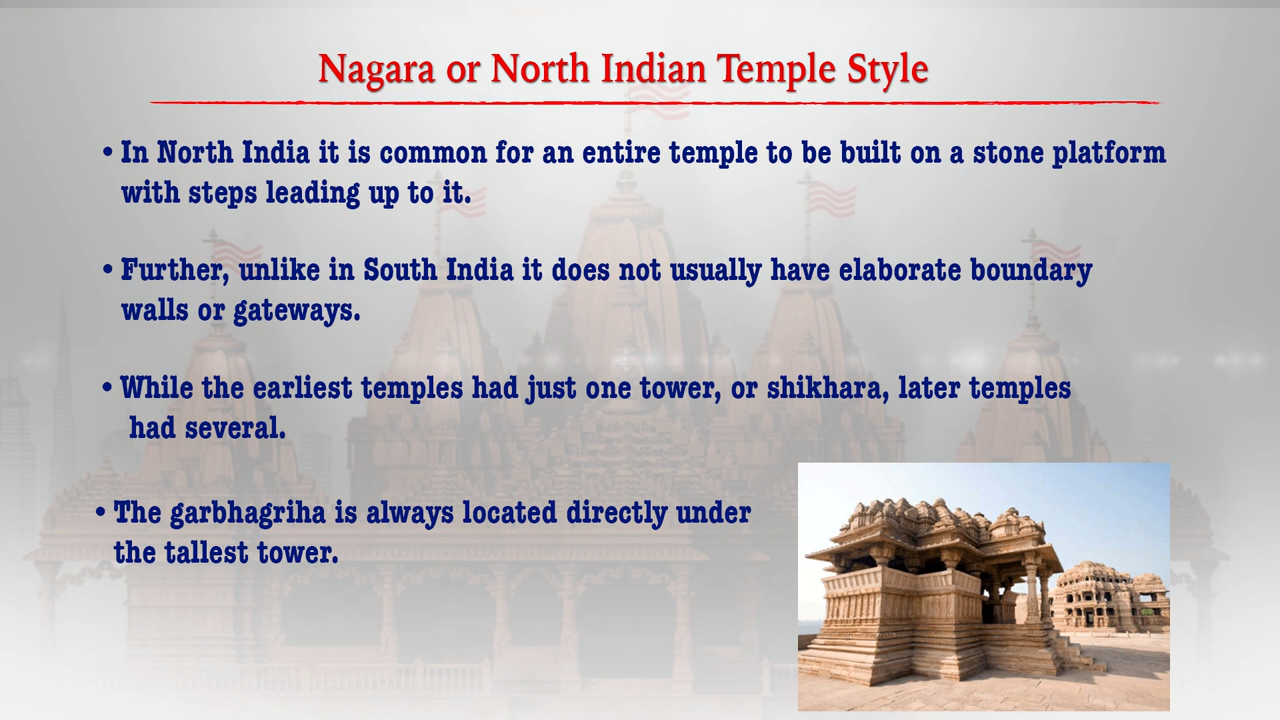 Nagara or North Indian Temple Style
• In North India it is common for an entire temple to be built on a stone platform
with steps leading up to it.
• Further, unlike in South India it does not usually have elaborate boundary
walls or gateways.
• While the earliest temples had just one tower, or shikhara, later temples
had several.
• The garbhagriha is always located directly under
the tallest tower.